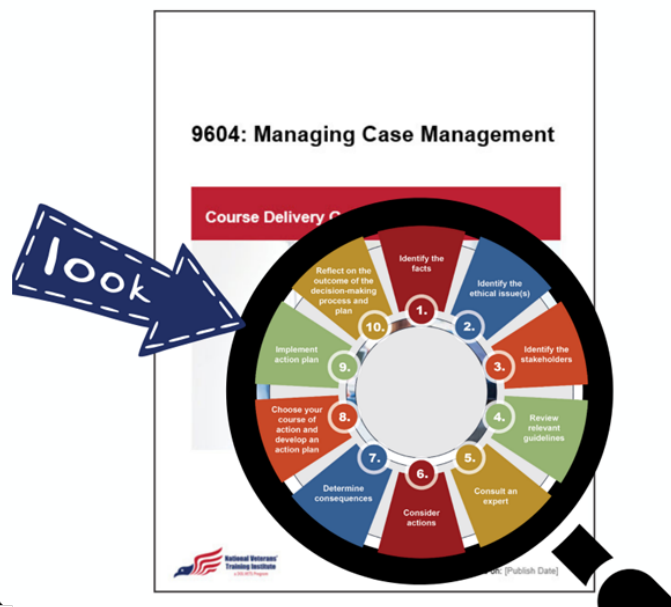 9604: Managing Case Management
Course Delivery
look
Identify the
facts
1.
Identify the
ethical issue(s)
2.
Identify the
stakeholders
3.
Review
relevant
guidelines
4.
Consult an
expert
5.
Consider
actions
6.
Determine
consequences
7.
Choose your
course of
action and
develop an
action plan
8.
Implement
action plan
9.
Reflect on the
outcome of the
decision-making
process and
plan
10.
National Veterans'
Training Institute
on: [Publish Date]